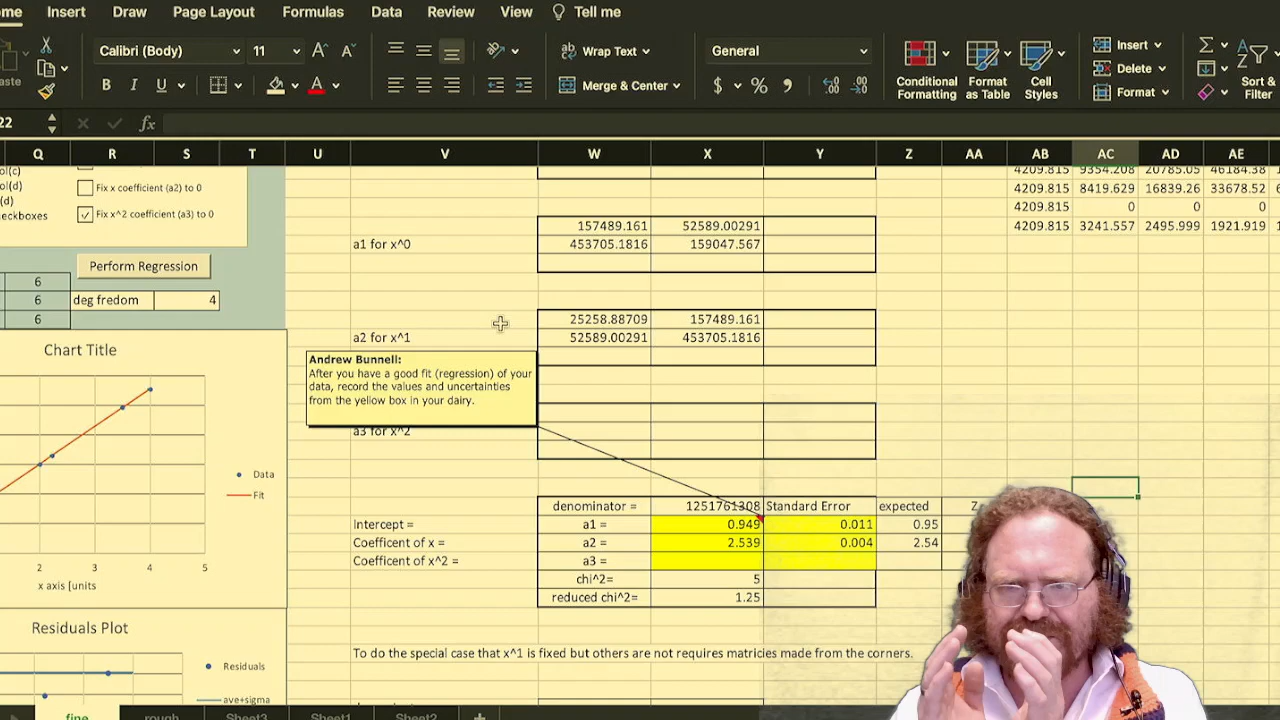 Insert Draw Page Layout Formulas Data Review View Tell me
Calibri (Body) 11 Wrap Text General Insert
Delete
B I U A Merge & Center $ % Conditional Formatting Format as Table Cell Styles Format Sort & Filter
22 fx
Q R S T U V W X Y Z AA AB AC AD AE
4209.815 9354.208 20785.05 46184.38
Fix x coefficient (a2) to 0 4209.815 8419.629 16839.26 33678.52
Fix x^2 coefficient (a3) to 0 4209.815 0 0 0
157489.161 52589.00291 4209.815 3241.557 2495.999 1921.919
a1 for x^0 453705.1816 159047.567
Perform Regression
6
6 deg fredom 4
6 25258.88709 157489.161
a2 for x^1 52589.00291 453705.1816
Chart Title
Andrew Bunnell:
After you have a good fit (regression) of your
data, record the values and uncertainties
from the yellow box in your dairy.
a3 for x^2
Data
Fit
2 3 4 5
x axis [units
denominator = 1251761308 Standard Error expected
Intercept = a1 = 0.949 0.011 0.95
Coefficent of x = a2 = 2.539 0.004 2.54
Coefficent of x^2 = a3 =
chi^2= 5
reduced chi^2= 1.25
Residuals Plot
Residuals
ave+sigma
To do the special case that x^1 is fixed but others are not requires matricies made from the corners.
fine rough Sheet3 Sheet1 Sheet2 +